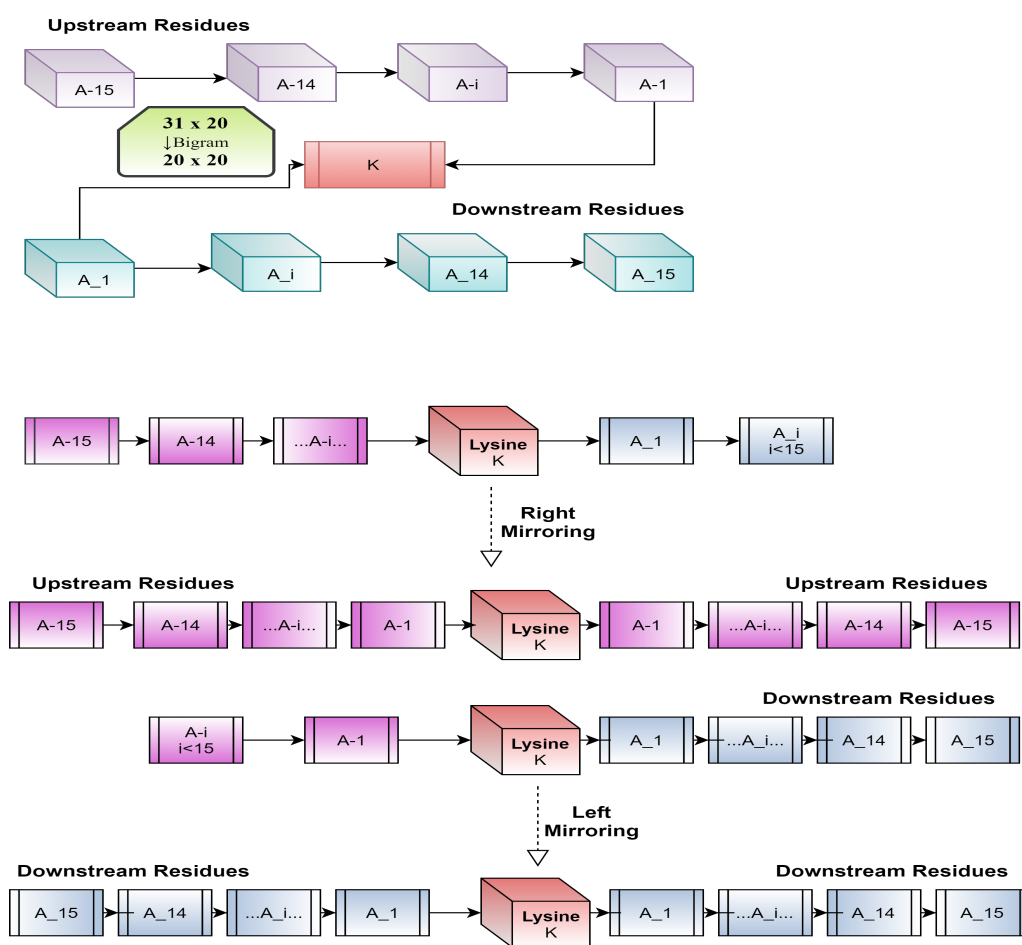 Upstream Residues
A-15
A-14
A-i
A-1
31 x 20
↓Bigram
20 x 20
K
Downstream Residues
A_1
A_i
A_14
A_15
A-15
A-14
...A-i...
Lysine
K
A_1
A_i
i<15
Right
Mirroring
Upstream Residues
Upstream Residues
A-15
A-14
...A-i...
A-1
Lysine
K
A-1
...A-i...
A-14
A-15
Downstream Residues
A-i
i<15
A-1
Lysine
K
A_1
...A_i...
A_14
A_15
Left
Mirroring
Downstream Residues
Downstream Residues
A_15
A_14
...A_i...
A_1
Lysine
K
A_1
...A_i...
A_14
A_15